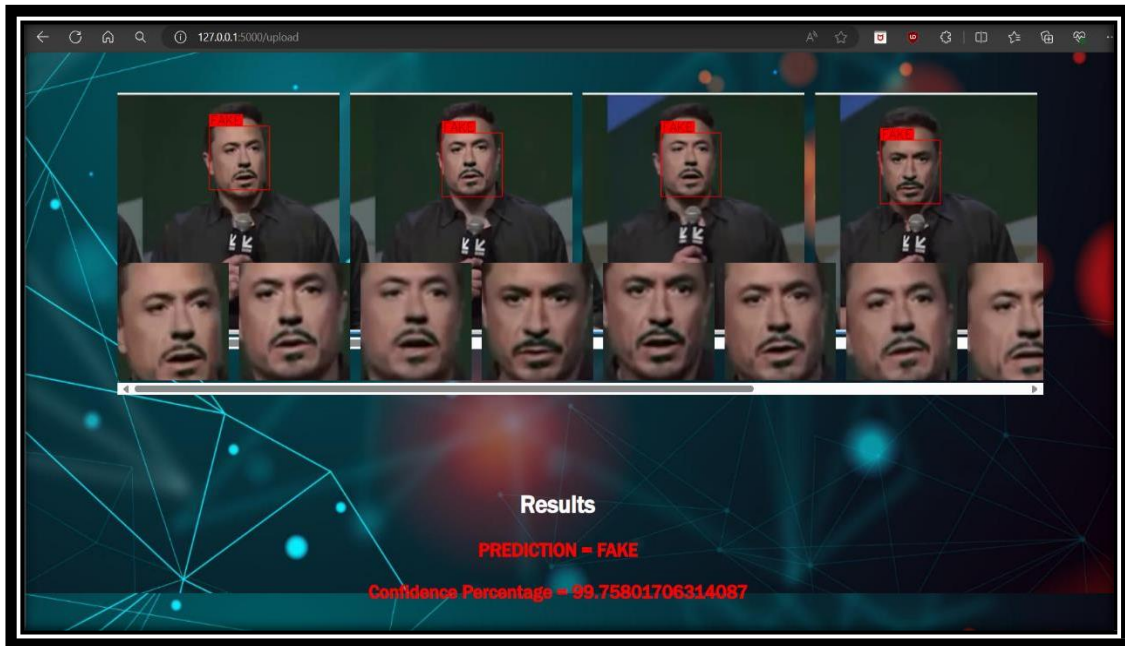 127.0.0.1:5000/upload
FAKE
FAKE
FAKE
FAKE
Results
PREDICTION = FAKE
Confidence Percentage = 99.75801706314087